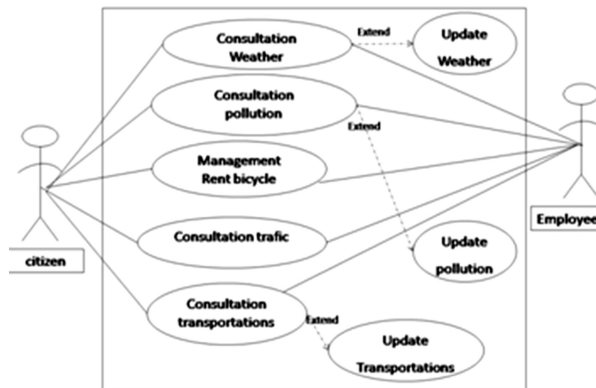 Consultation
Weather
Extend
Update
Weather
Consultation
pollution
Extend
Management
Rent bicycle
Consultation trafic
citizen
Employee
Update
pollution
Consultation
transportations
Extend
Update
Transportations